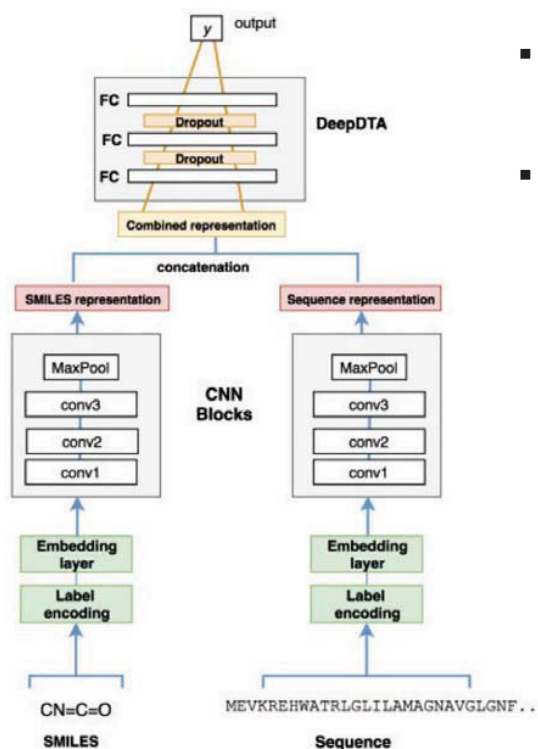 y output
FC
Dropout
FC
DeepDTA
Dropout
FC
Combined representation
concatenation
SMILES representation
Sequence representation
MaxPool
conv3
conv2
conv1
CNN
Blocks
MaxPool
conv3
conv2
conv1
Embedding
layer
Label
encoding
Embedding
layer
Label
encoding
CN=C=O
SMILES
MEVKREHWATRLGLILAMAGNAVGLGNF..
Sequence